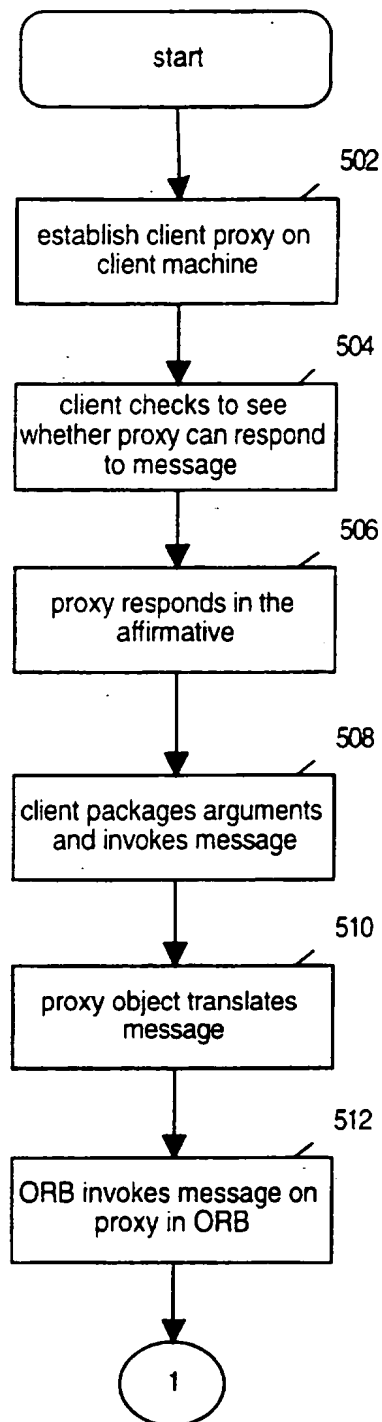 start
502
establish client proxy on
client machine
504
client checks to see
whether proxy can respond
to message
506
proxy responds in the
affirmative
508
client packages arguments
and invokes message
510
proxy object translates
message
512
ORB invokes message on
proxy in ORB
1